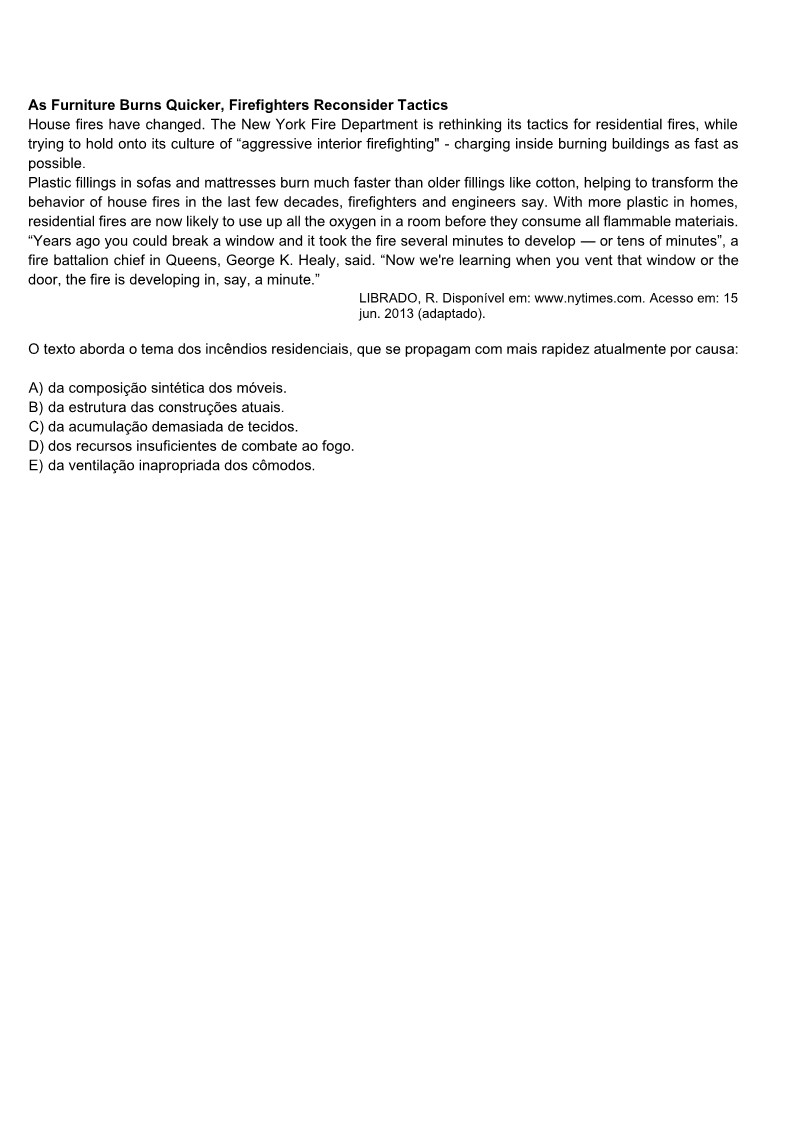 As Furniture Burns Quicker, Firefighters Reconsider Tactics
House fires have changed. The New York Fire Department is rethinking its tactics for residential fires, while
trying to hold onto its culture of “aggressive interior firefighting" - charging inside burning buildings as fast as
possible.
Plastic fillings in sofas and mattresses burn much faster than older fillings like cotton, helping to transform the
behavior of house fires in the last few decades, firefighters and engineers say. With more plastic in homes,
residential fires are now likely to use up all the oxygen in a room before they consume all flammable materiais.
“Years ago you could break a window and it took the fire several minutes to develop — or tens of minutes”, a
fire battalion chief in Queens, George K. Healy, said. “Now we're learning when you vent that window or the
door, the fire is developing in, say, a minute.”
LIBRADO, R. Disponível em: www.nytimes.com. Acesso em: 15
jun. 2013 (adaptado).
O texto aborda o tema dos incêndios residenciais, que se propagam com mais rapidez atualmente por causa:
A) da composição sintética dos móveis.
B) da estrutura das construções atuais.
C) da acumulação demasiada de tecidos.
D) dos recursos insuficientes de combate ao fogo.
E) da ventilação inapropriada dos cômodos.